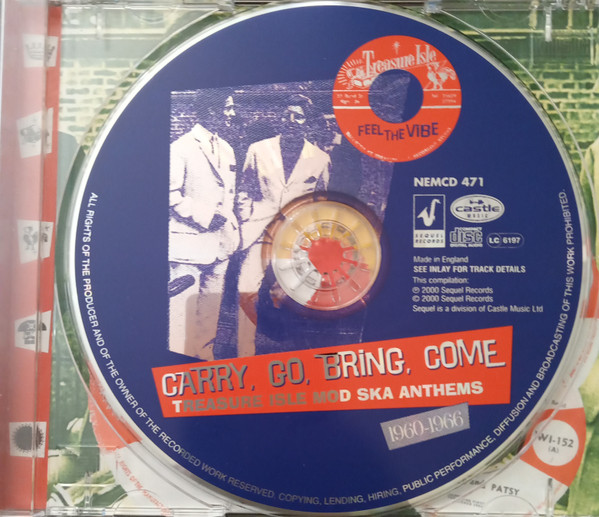 Treasure Isle
FEEL THE VIBE
NEMCD 471
SEQUEL
RECORDS
castle
MUSIC
COMPACT
disc
DIGITAL AUDIO
LC 6197
Made in England
SEE INLAY FOR TRACK DETAILS
This compilation:
℗ 2000 Sequel Records
© 2000 Sequel Records
Sequel is a division of Castle Music Ltd
CARRY, GO, BRING, COME
TREASURE ISLE MOD SKA ANTHEMS
1960-1966
ALL RIGHTS OF THE PRODUCER AND OF THE OWNER OF THE RECORDED WORK RESERVED. COPYING, LENDING, HIRING, PUBLIC PERFORMANCE, DIFFUSION AND BROADCASTING OF THIS WORK PROHIBITED.
WI-152
(A)
PATSY